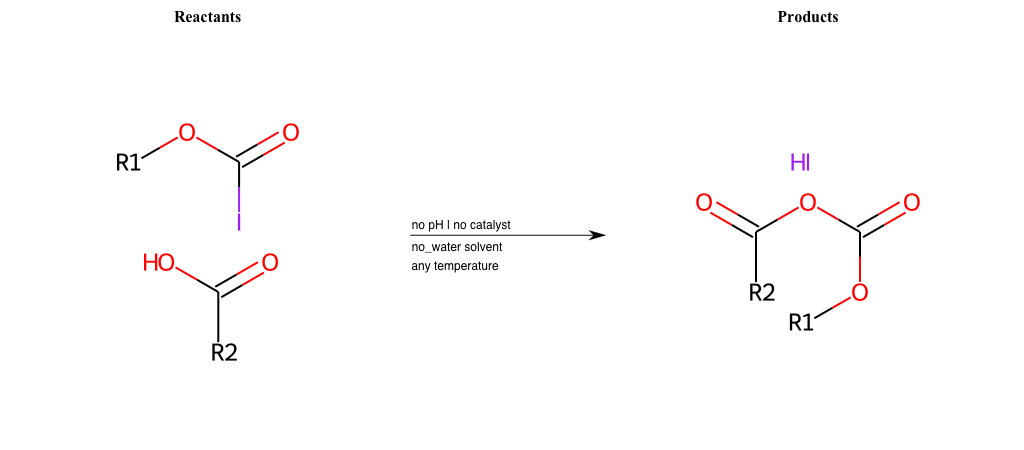 Reactants
Products
R1
O
O
I
HO
O
R2
no pH | no catalyst
no_water solvent
any temperature
HI
O
O
O
R2
O
R1